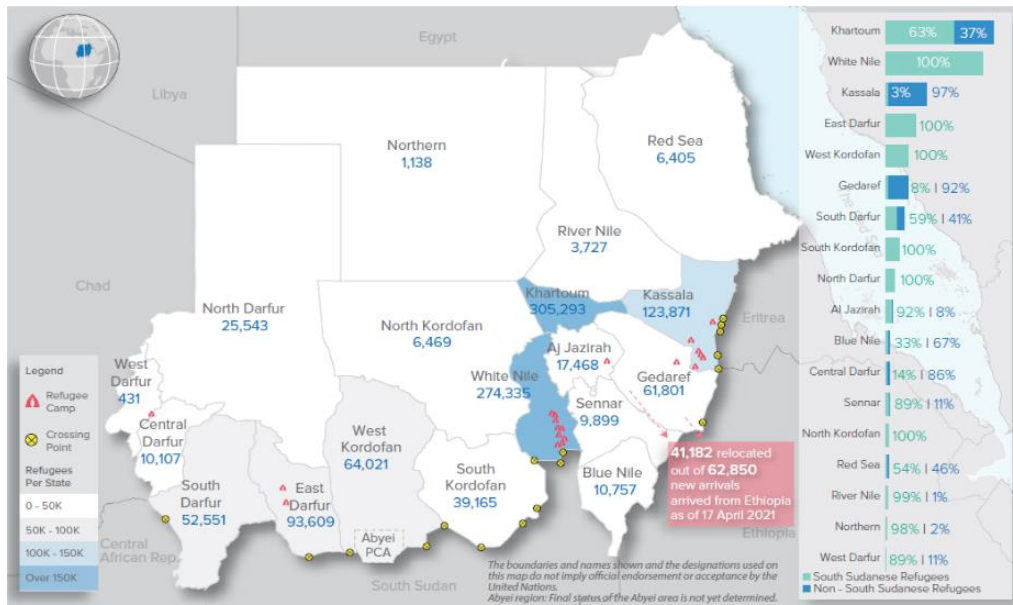 Egypt
Libya
Northern
1,138
Red Sea
6,405
River Nile
3,727
Chad
North Darfur
25,543
Khartoum
305,293
Kassala
123,871
Eritrea
North Kordofan
6,469
Aj Jazirah
17,468
West
Darfur
431
White Nile
274,335
Gedaref
61,801
Sennar
9,899
Central
Darfur
10,107
West
Kordofan
64,021
South
Kordofan
39,165
Blue Nile
10,757
South
Darfur
52,551
East
Darfur
93,609
Abyei
PCA
Central
African Rep.
South Sudan
Ethiopia
41,182 relocated
out of 62,850
new arrivals
arrived from Ethiopia
as of 17 April 2021
Legend
Refugee
Camp
Crossing
Point
Refugees
Per State
0 - 50K
50K - 100K
100K - 150K
Over 150K
The boundaries and names shown and the designations used on
this map do not imply official endorsement or acceptance by the
United Nations.
Abyei region: Final status of the Abyei area is not yet determined.
Khartoum 63% 37%
White Nile 100%
Kassala 3% 97%
East Darfur 100%
West Kordofan 100%
Gedaref 8% | 92%
South Darfur 59% | 41%
South Kordofan 100%
North Darfur 100%
Al Jazirah 92% | 8%
Blue Nile 33% | 67%
Central Darfur 14% | 86%
Sennar 89% | 11%
North Kordofan 100%
Red Sea 54% | 46%
River Nile 99% | 1%
Northern 98% | 2%
West Darfur 89% | 11%
South Sudanese Refugees
Non - South Sudanese Refugees